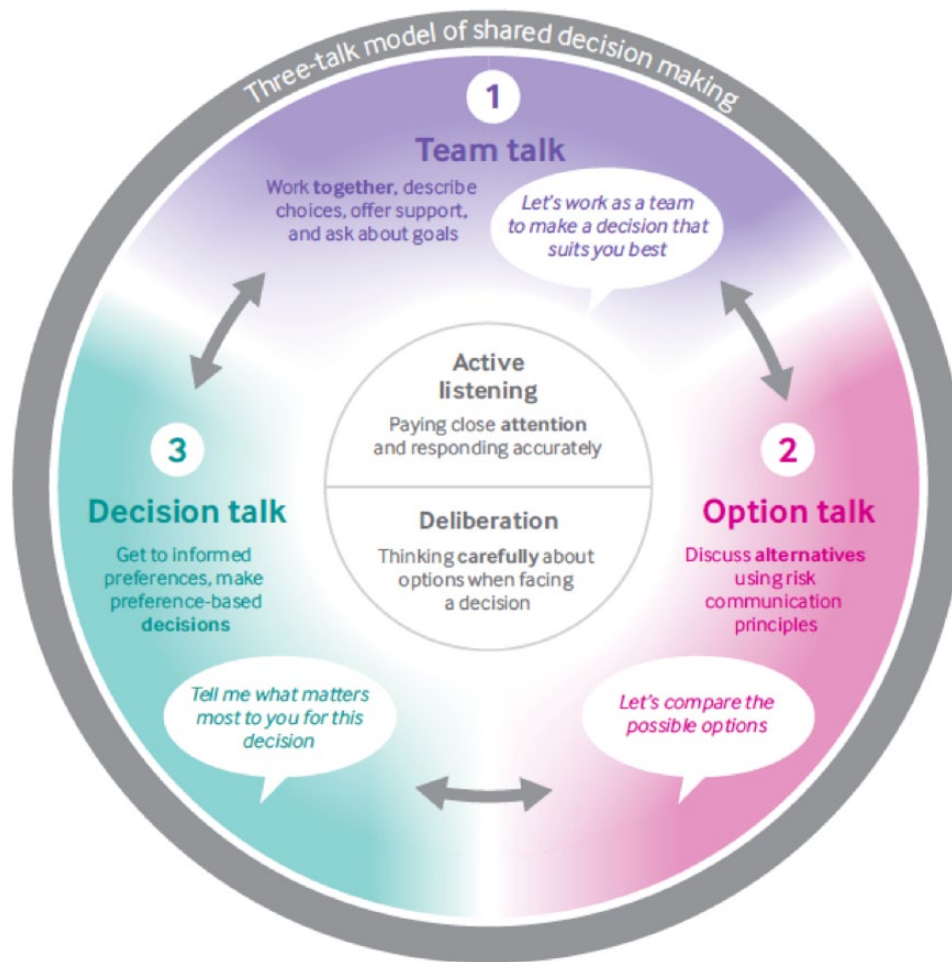 Three-talk model of shared decision making
1
Team talk
Work together, describe
choices, offer support,
and ask about goals
Let's work as a team
to make a decision that
suits you best
Active
listening
Paying close attention
and responding accurately
Deliberation
Thinking carefully about
options when facing
a decision
2
Option talk
Discuss alternatives
using risk
communication
principles
Let's compare the
possible options
3
Decision talk
Get to informed
preferences, make
preference-based
decisions
Tell me what matters
most to you for this
decision